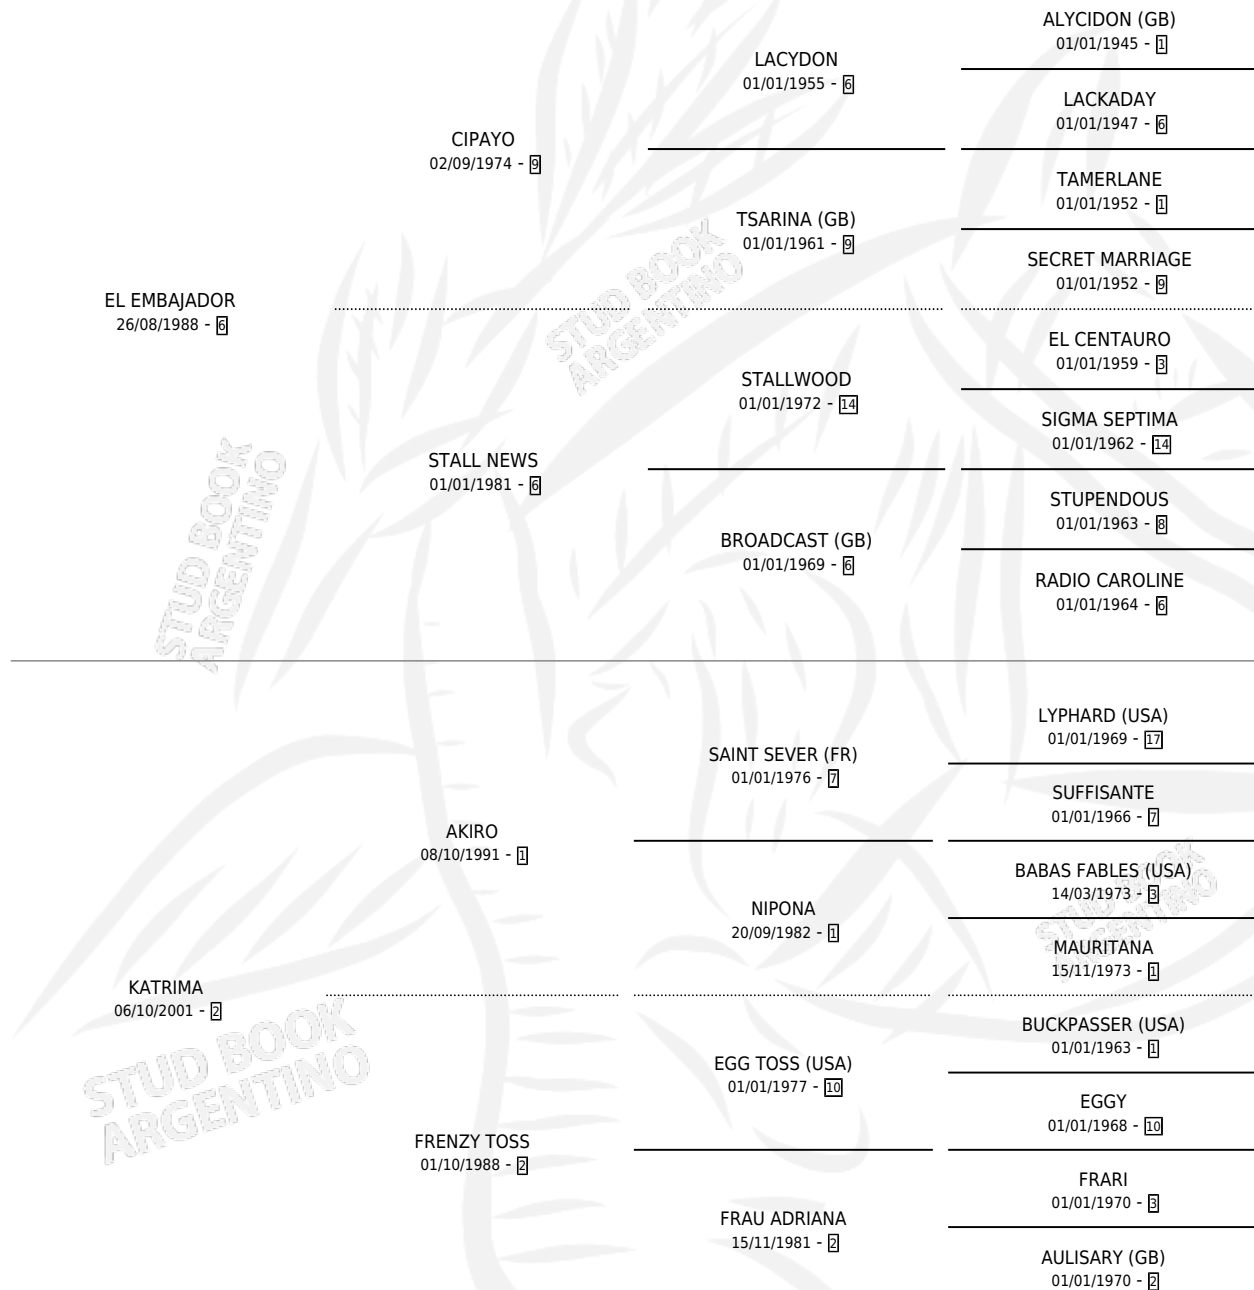 EL EMBAJADOR
26/08/1988 - 6
CIPAYO
02/09/1974 - 9
STALL NEWS
01/01/1981 - 6
LACYDON
01/01/1955 - 6
TSARINA (GB)
01/01/1961 - 9
STALLWOOD
01/01/1972 - 14
BROADCAST (GB)
01/01/1969 - 6
ALYCIDON (GB)
01/01/1945 - 1
LACKADAY
01/01/1947 - 6
TAMERLANE
01/01/1952 - 1
SECRET MARRIAGE
01/01/1952 - 9
EL CENTAURO
01/01/1959 - 3
SIGMA SEPTIMA
01/01/1962 - 14
STUPENDOUS
01/01/1963 - 8
RADIO CAROLINE
01/01/1964 - 6
STUD BOOK
ARGENTINO
STUD BOOK
ARGENTINO
KATRIMA
06/10/2001 - 2
AKIRO
08/10/1991 - 1
FRENZY TOSS
01/10/1988 - 2
SAINT SEVER (FR)
01/01/1976 - 7
NIPONA
20/09/1982 - 1
EGG TOSS (USA)
01/01/1977 - 10
FRAU ADRIANA
15/11/1981 - 2
LYPHARD (USA)
01/01/1969 - 17
SUFFISANTE
01/01/1966 - 7
BABAS FABLES (USA)
14/03/1973 - 3
MAURITANA
15/11/1973 - 1
BUCKPASSER (USA)
01/01/1963 - 1
EGGY
01/01/1968 - 10
FRARI
01/01/1970 - 3
AULISARY (GB)
01/01/1970 - 2
STUD BOOK
ARGENTINO
STUD BOOK
ARGENTINO